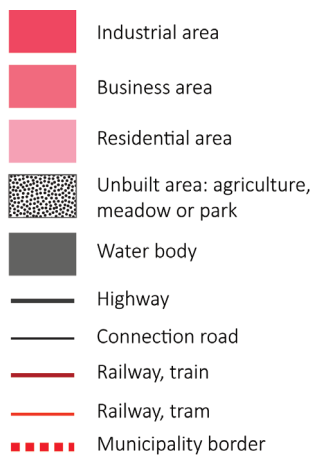 Industrial area
Business area
Residential area
Unbuilt area: agriculture,
meadow or park
Water body
Highway
Connection road
Railway, train
Railway, tram
Municipality border